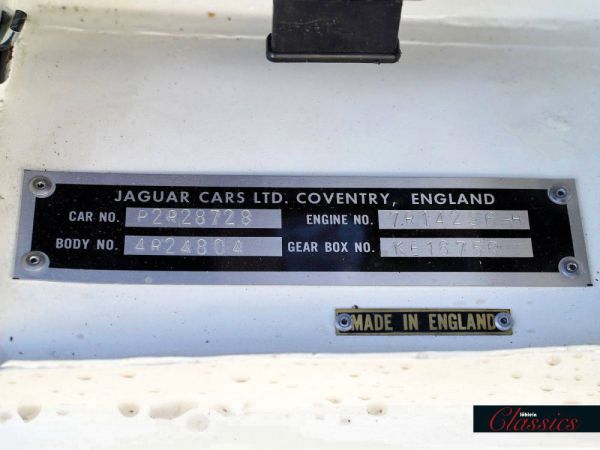 JAGUAR CARS LTD. COVENTRY, ENGLAND
CAR NO. P2R28728 ENGINE NO.
BODY NO. 4R24804 GEAR BOX NO.
MADE IN ENGLAND
Jöhlein
Classics